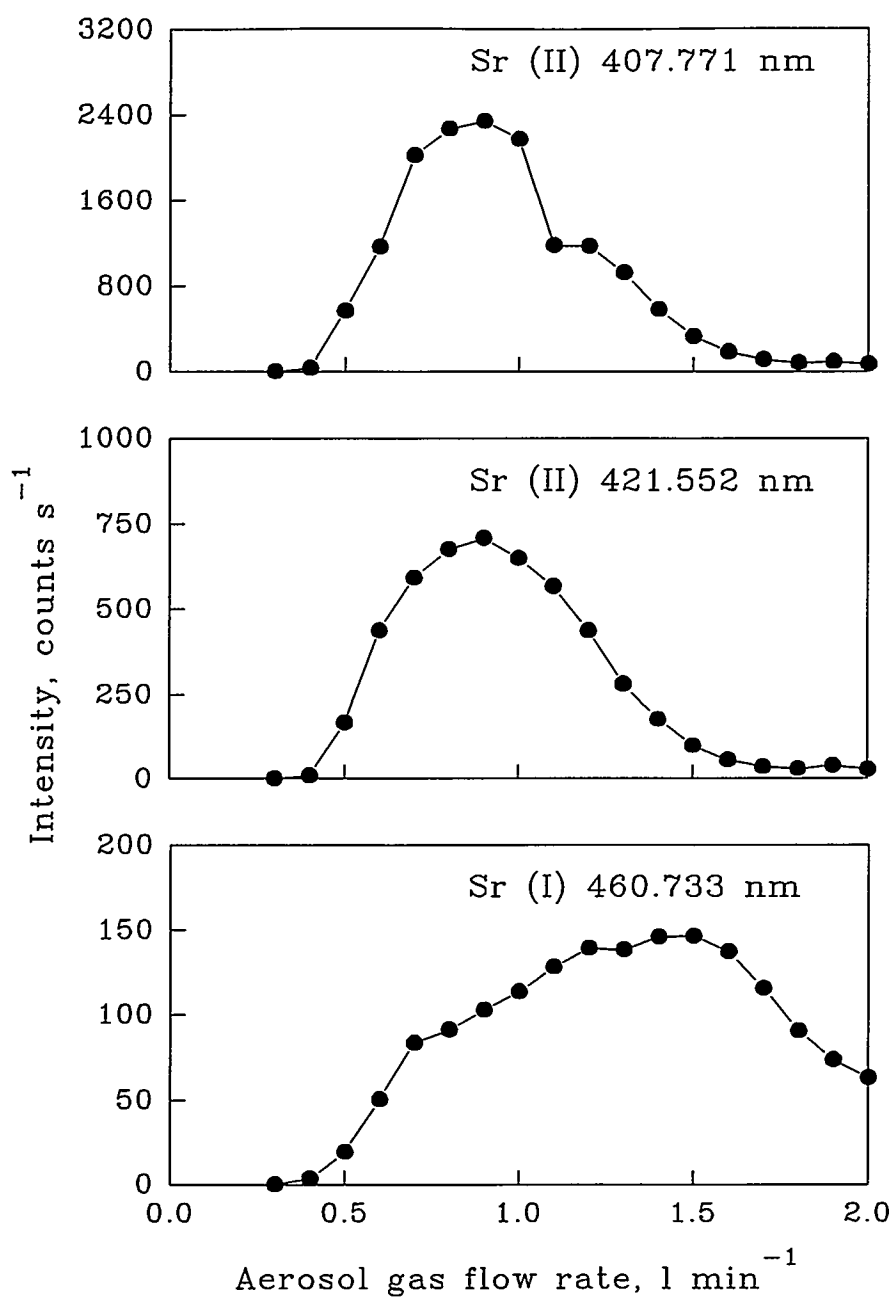 3200
Sr (II) 407.771 nm
2400
1600
800
0
1000
Sr (II) 421.552 nm
750
500
250
0
Intensity, counts s⁻¹
200
Sr (I) 460.733 nm
150
100
50
0
0.0 0.5 1.0 1.5 2.0
Aerosol gas flow rate, l min⁻¹